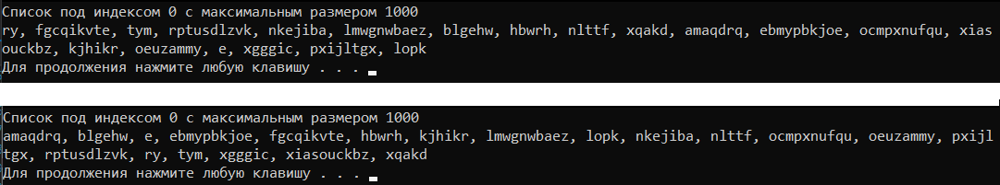 Список под индексом 0 с максимальным размером 1000
ry, fgcqikvte, tym, rptusdlzvk, nkejiba, lmwgnwbaez, blgehw, hbwrh, nlttf, xqakd, amaqdrq, ebmypbkjoe, ocmpxnufqu, xias
ouckbz, kjhikr, oeuzammy, e, xgggic, pxijltgx, lopk
Для продолжения нажмите любую клавишу . . .
Список под индексом 0 с максимальным размером 1000
amaqdrq, blgehw, e, ebmypbkjoe, fgcqikvte, hbwrh, kjhikr, lmwgnwbaez, lopk, nkejiba, nlttf, ocmpxnufqu, oeuzammy, pxijl
tgx, rptusdlzvk, ry, tym, xgggic, xiasouckbz, xqakd
Для продолжения нажмите любую клавишу . . .